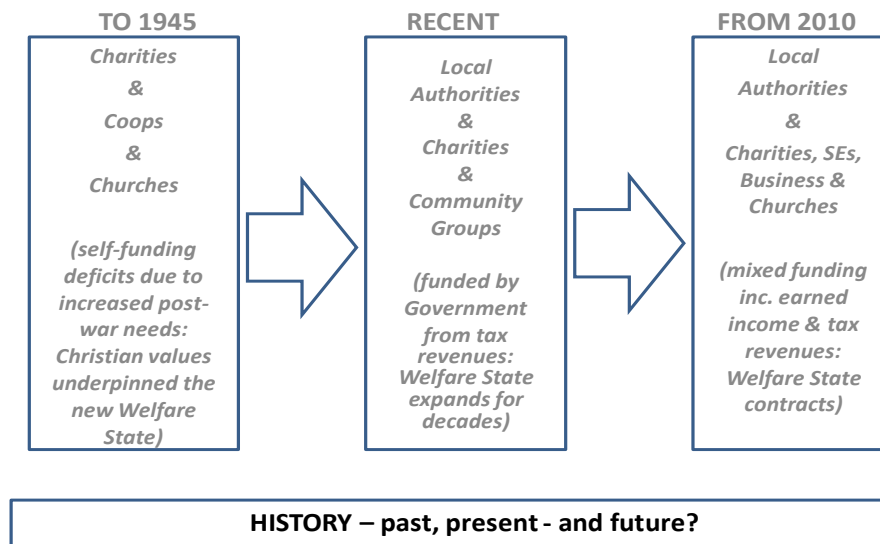 TO 1945
Charities
&
Coops
&
Churches
(self-funding
deficits due to
increased post-
war needs:
Christian values
underpinned the
new Welfare
State)
RECENT
Local
Authorities
&
Charities
&
Community
Groups
(funded by
Government
from tax
revenues:
Welfare State
expands for
decades)
FROM 2010
Local
Authorities
&
Charities, SEs,
Business &
Churches
(mixed funding
inc. earned
income & tax
revenues:
Welfare State
contracts)
HISTORY – past, present - and future?